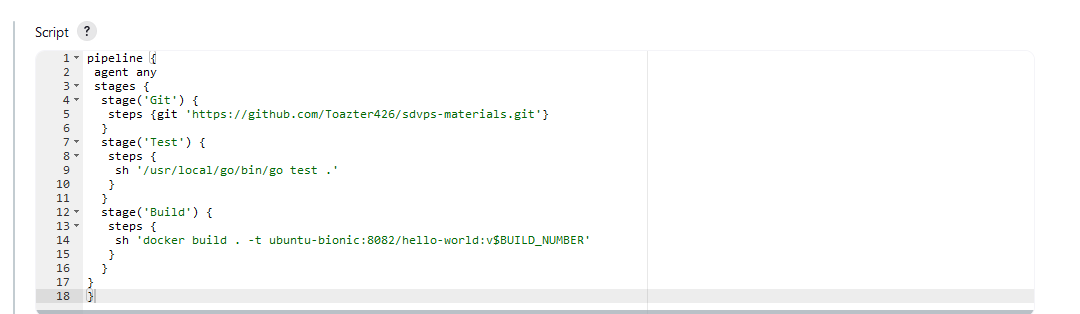 Script ?
1 pipeline {
2 agent any
3 stages {
4 stage('Git') {
5 steps {git 'https://github.com/Toazter426/sdvps-materials.git'}
6 }
7 stage('Test') {
8 steps {
9 sh '/usr/local/go/bin/go test .'
10 }
11 }
12 stage('Build') {
13 steps {
14 sh 'docker build . -t ubuntu-bionic:8082/hello-world:v$BUILD_NUMBER'
15 }
16 }
17 }
18 }